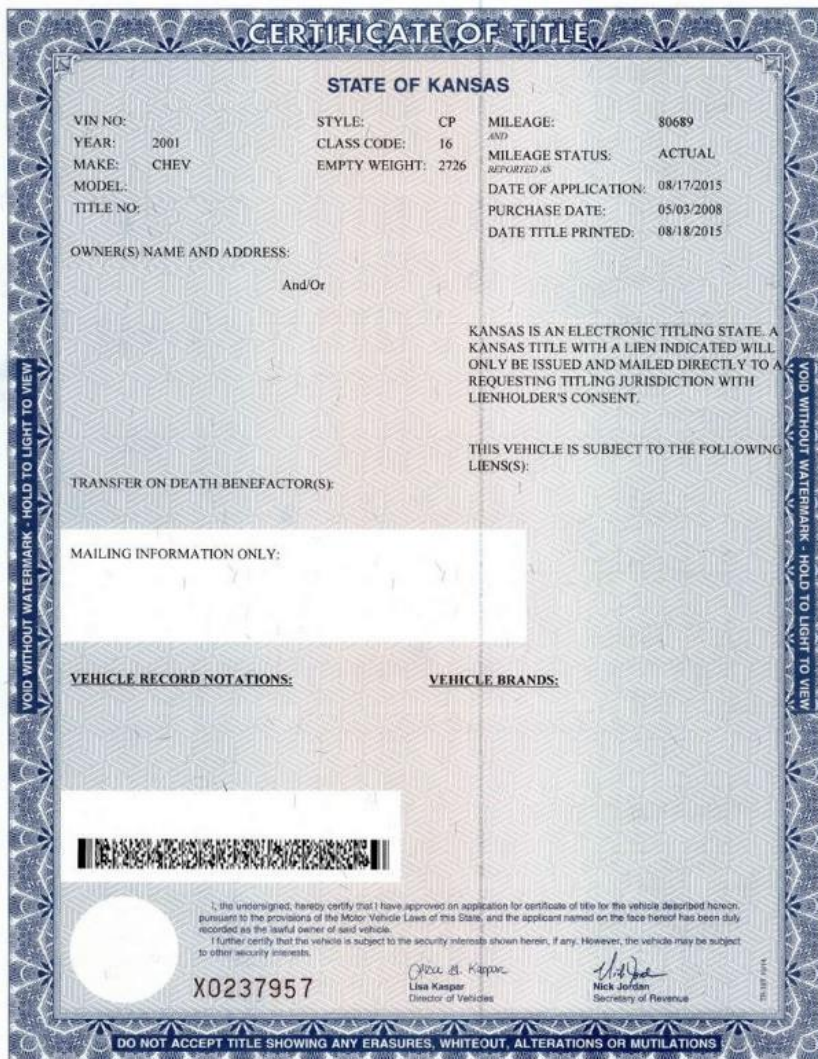 CERTIFICATE OF TITLE
STATE OF KANSAS
VIN NO:
YEAR: 2001
MAKE: CHEV
MODEL:
TITLE NO:
STYLE: CP
CLASS CODE: 16
EMPTY WEIGHT: 2726
MILEAGE: 80689
AND
MILEAGE STATUS: ACTUAL
REPORTED AS
DATE OF APPLICATION: 08/17/2015
PURCHASE DATE: 05/03/2008
DATE TITLE PRINTED: 08/18/2015
OWNER(S) NAME AND ADDRESS:
And/Or
KANSAS IS AN ELECTRONIC TITLING STATE. A
KANSAS TITLE WITH A LIEN INDICATED WILL
ONLY BE ISSUED AND MAILED DIRECTLY TO A
REQUESTING TITLING JURISDICTION WITH
LIENHOLDER'S CONSENT.
THIS VEHICLE IS SUBJECT TO THE FOLLOWING
LIENS(S):
TRANSFER ON DEATH BENEFACTOR(S):
MAILING INFORMATION ONLY:
VEHICLE RECORD NOTATIONS:
VEHICLE BRANDS:
VOID WITHOUT WATERMARK - HOLD TO LIGHT TO VIEW
VOID WITHOUT WATERMARK - HOLD TO LIGHT TO VIEW
I, the undersigned, hereby certify that I have approved on application for certificate of title for the vehicle described hereon,
pursuant to the provisions of the Motor Vehicle Laws of this State, and the applicant named on the face hereof has been duly
recorded as the lawful owner of said vehicle.
I further certify that the vehicle is subject to the security interests shown herein, if any. However, the vehicle may be subject
to other security interests.
X0237957
Lisa Kaspar
Director of Vehicles
Nick Jordan
Secretary of Revenue
DO NOT ACCEPT TITLE SHOWING ANY ERASURES, WHITEOUT, ALTERATIONS OR MUTILATIONS